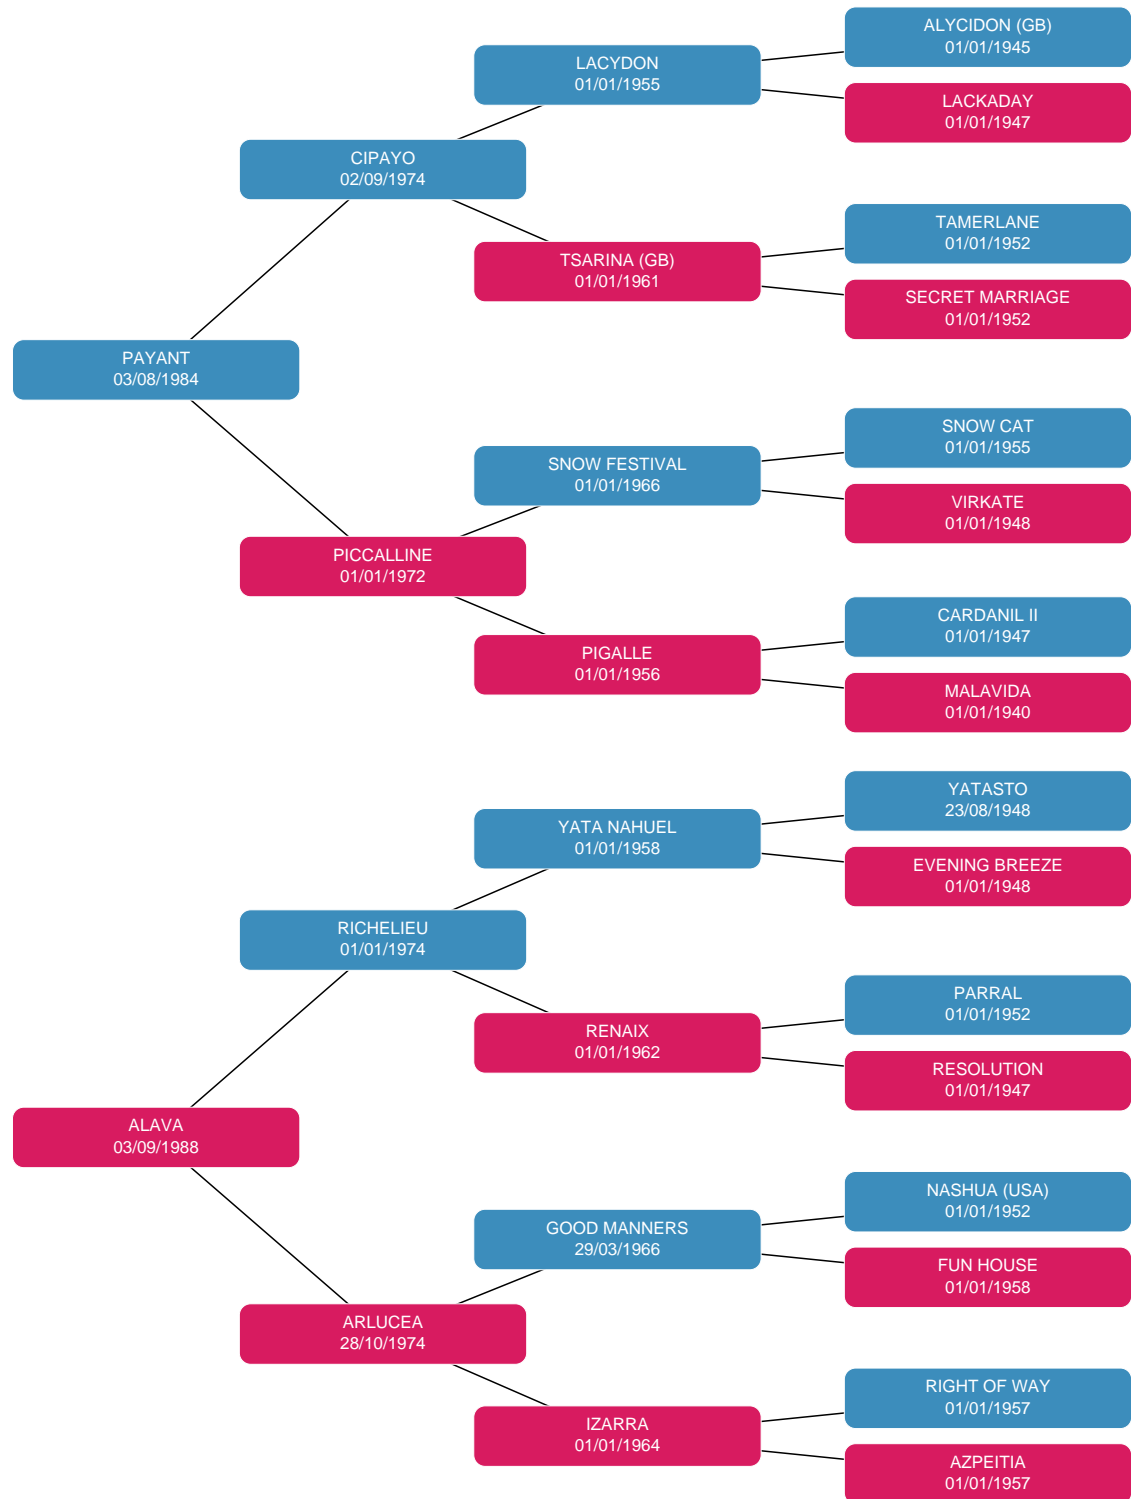 ALYCIDON (GB)
01/01/1945
LACYDON
01/01/1955
LACKADAY
01/01/1947
CIPAYO
02/09/1974
TAMERLANE
01/01/1952
TSARINA (GB)
01/01/1961
SECRET MARRIAGE
01/01/1952
PAYANT
03/08/1984
SNOW CAT
01/01/1955
SNOW FESTIVAL
01/01/1966
VIRKATE
01/01/1948
PICCALLINE
01/01/1972
CARDANIL II
01/01/1947
PIGALLE
01/01/1956
MALAVIDA
01/01/1940
YATASTO
23/08/1948
YATA NAHUEL
01/01/1958
EVENING BREEZE
01/01/1948
RICHELIEU
01/01/1974
PARRAL
01/01/1952
RENAIX
01/01/1962
RESOLUTION
01/01/1947
ALAVA
03/09/1988
NASHUA (USA)
01/01/1952
GOOD MANNERS
29/03/1966
FUN HOUSE
01/01/1958
ARLUCEA
28/10/1974
RIGHT OF WAY
01/01/1957
IZARRA
01/01/1964
AZPEITIA
01/01/1957